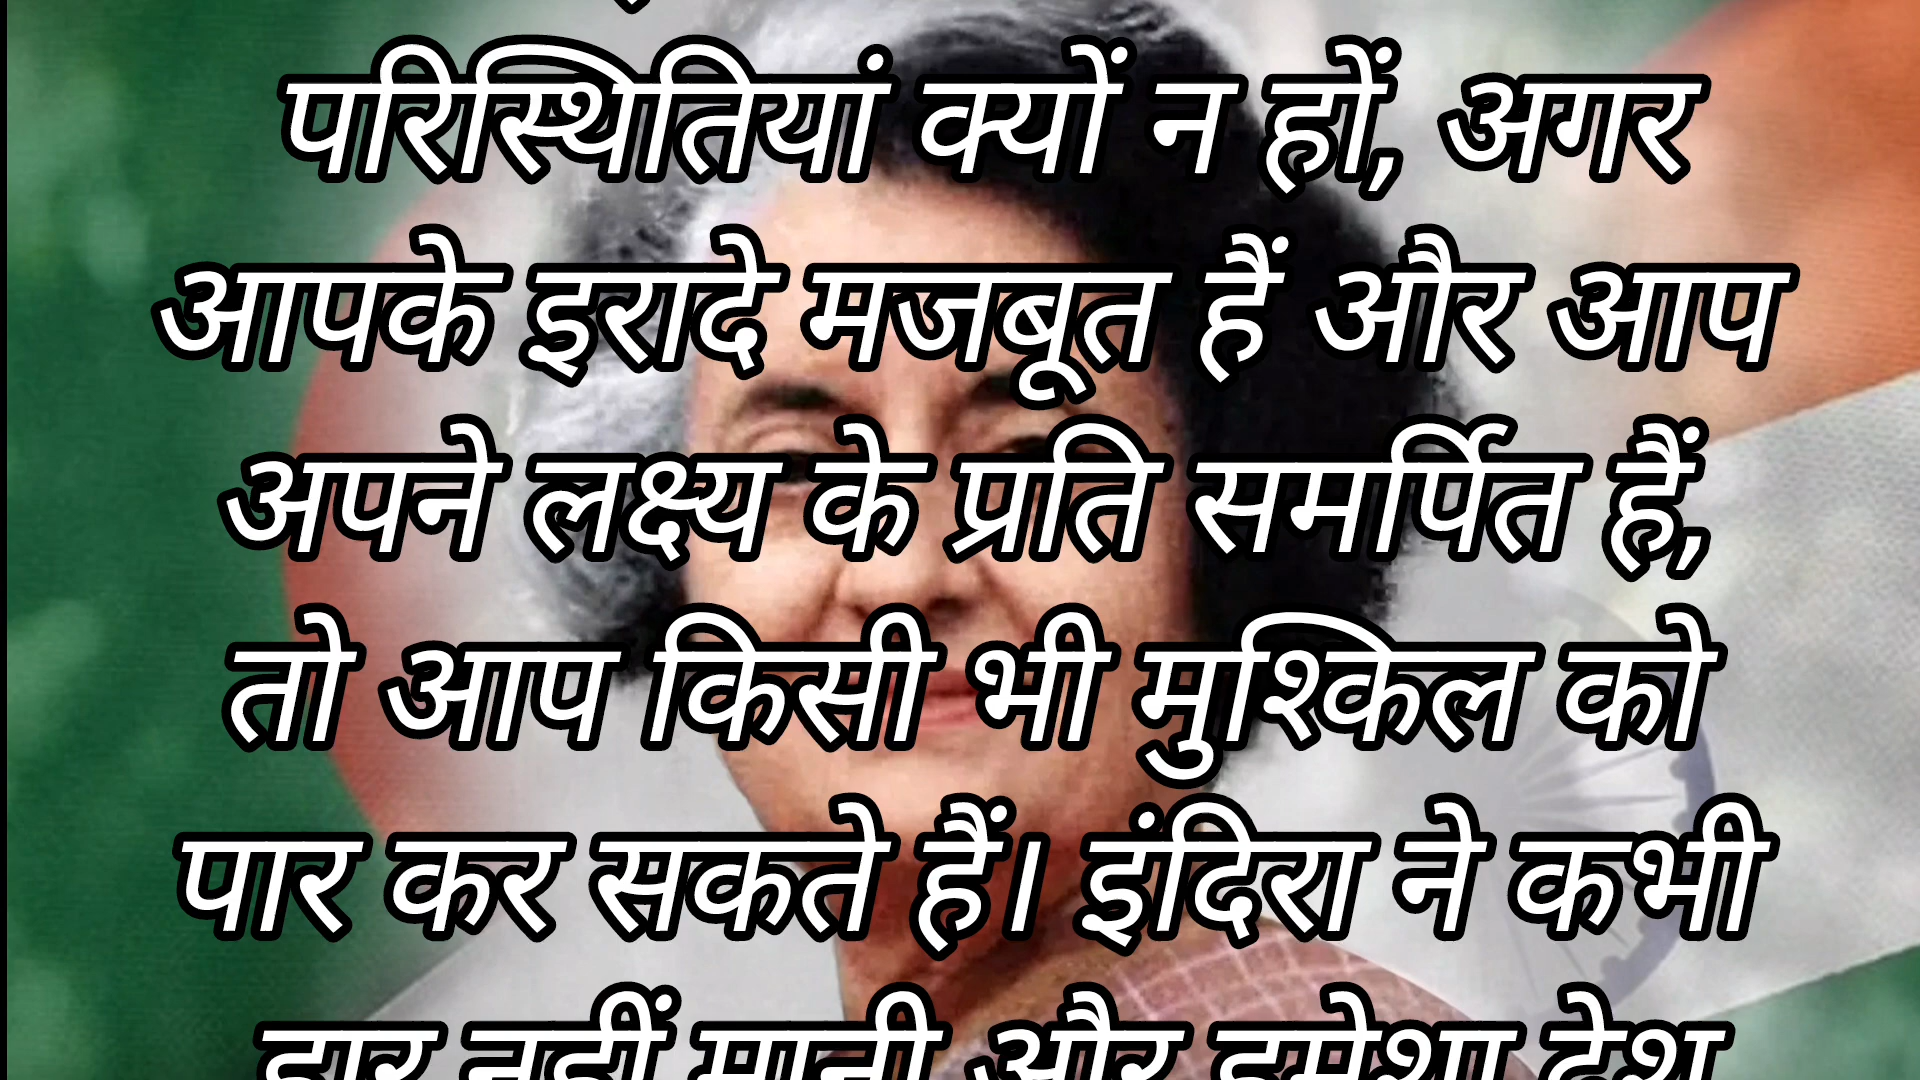 परिस्थितियां क्यों न हों, अगर
आपके इरादे मजबूत हैं और आप
अपने लक्ष्य के प्रति समर्पित हैं,
तो आप किसी भी मुश्किल को
पार कर सकते हैं। इंदिरा ने कभी
हार नहीं मानी और हमेशा देश